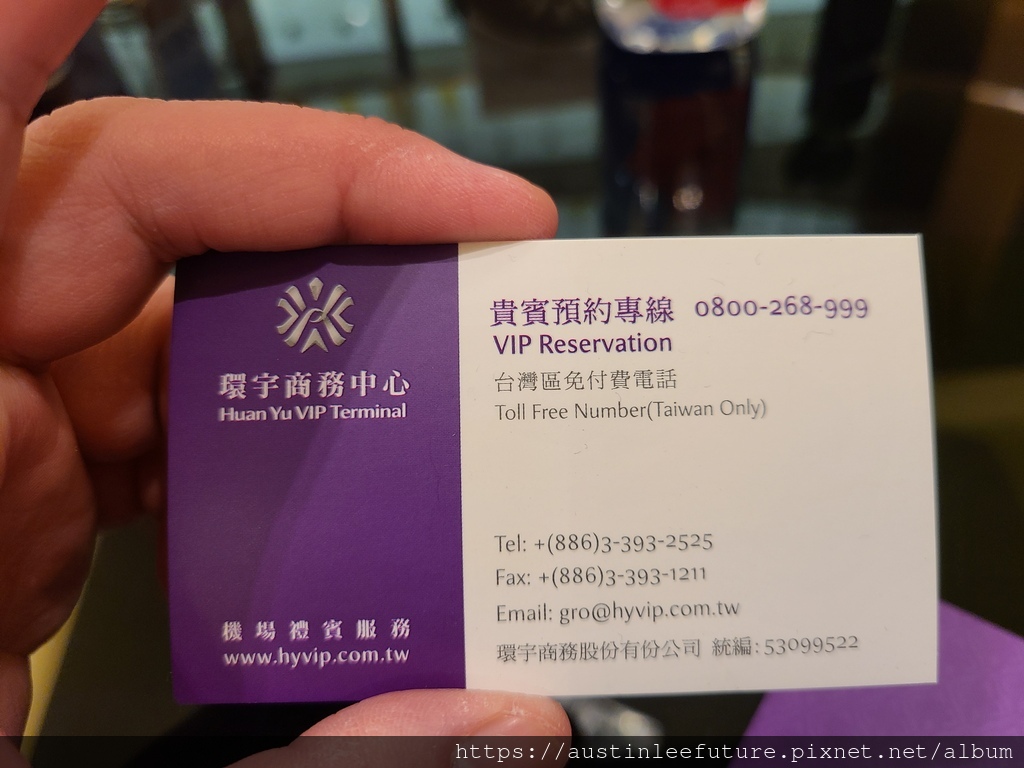 環宇商務中心
Huan Yu VIP Terminal
機場禮賓服務
www.hyvip.com.tw
貴賓預約專線 0800-268-999
VIP Reservation
台灣區免付費電話
Toll Free Number(Taiwan Only)
Tel: +(886)3-393-2525
Fax: +(886)3-393-1211
Email: gro@hyvip.com.tw
環宇商務股份有份公司 統編:53099522
https://austinleefuture.pixnet.net/album